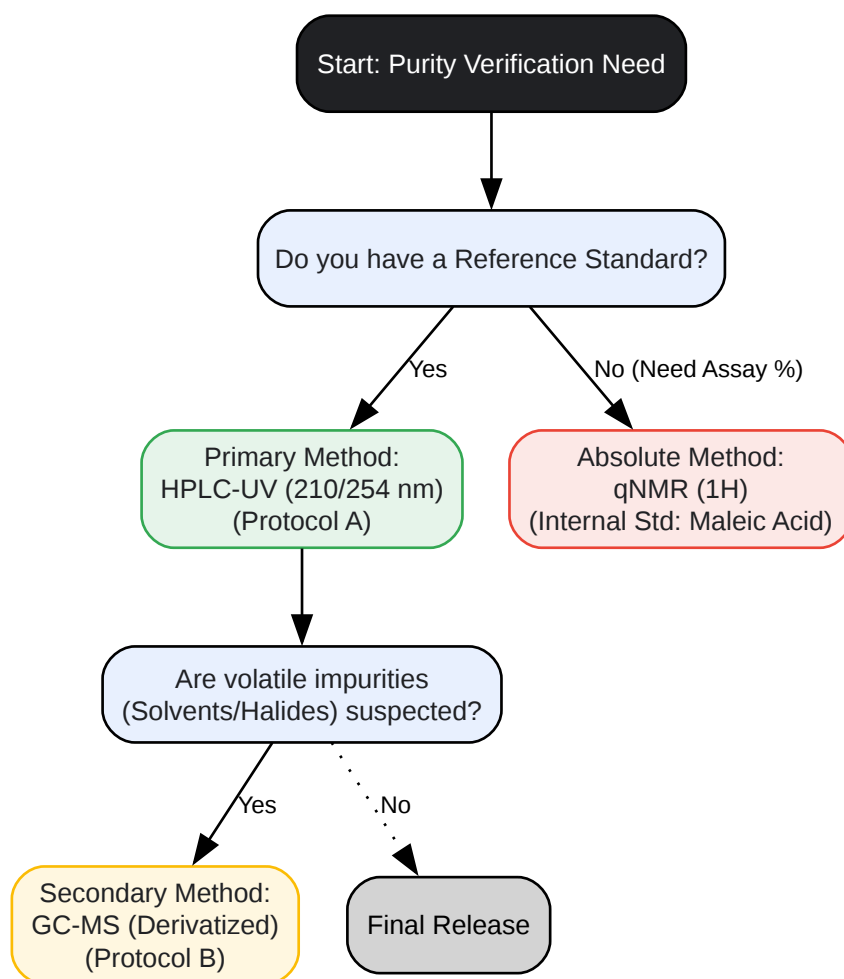 Start: Purity Verification Need
Do you have a Reference Standard?
Yes
No (Need Assay %)
Primary Method:
HPLC-UV (210/254 nm)
(Protocol A)
Absolute Method:
qNMR (1H)
(Internal Std: Maleic Acid)
Are volatile impurities
(Solvents/Halides) suspected?
Yes
No
Secondary Method:
GC-MS (Derivatized)
(Protocol B)
Final Release